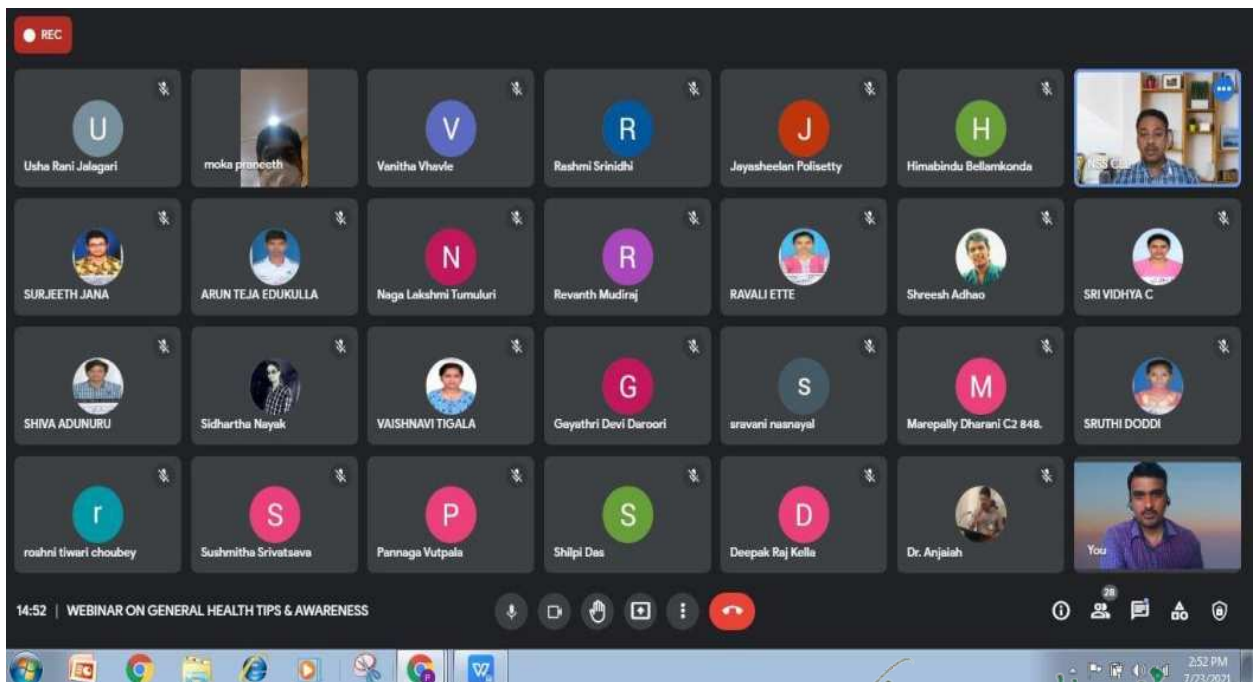 REC
U
Usha Rani Jalagari
moka praneeth
V
Vanitha Vhavle
R
Rashmi Srinidhi
J
Jayasheelan Polisetty
H
Himabindu Bellamkonda
NSS
SURJEETH JANA
ARUN TEJA EDUKULLA
N
Naga Lakshmi Tumuluri
R
Revanth Mudiraj
RAVALI ETTE
Shreesh Adhao
SRI VIDHYA C
SHIVA ADUNURU
Sidhartha Nayak
VAISHNAVI TIGALA
G
Gayathri Devi Daroori
s
sravani nasnayal
M
Marepally Dharani C2 848.
SRUTHI DODDI
r
roshni tiwari choubey
S
Sushmitha Srivatsava
P
Pannaga Vutpala
S
Shilpi Das
D
Deepak Raj Kella
Dr. Anjaiah
You
14:52 | WEBINAR ON GENERAL HEALTH TIPS & AWARENESS
28
2:52 PM
7/23/2021